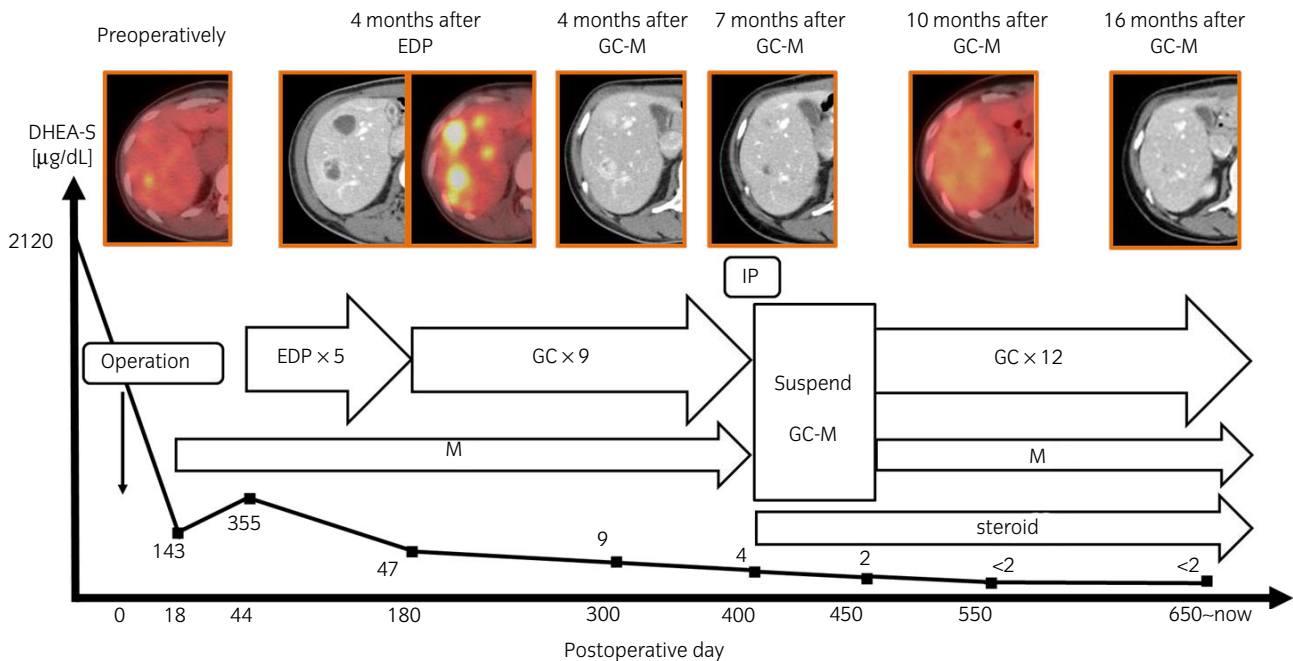 Preoperatively
4 months after
EDP
4 months after
GC-M
7 months after
GC-M
10 months after
GC-M
16 months after
GC-M
DHEA-S
[µg/dL]
2120
IP
Operation
EDP × 5
GC × 9
Suspend
GC-M
GC × 12
M
M
steroid
143
355
47
9
4
2
<2
<2
0
18
44
180
300
400
450
550
650~now
Postoperative day